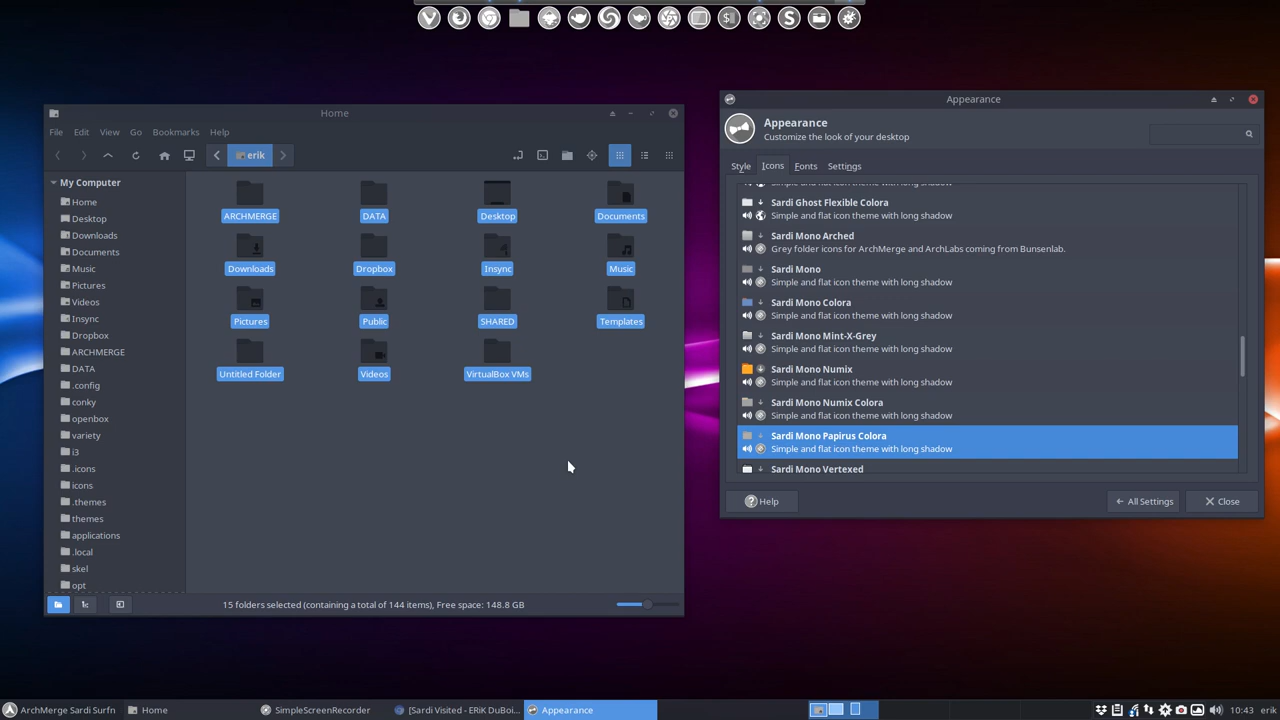 Home
File Edit View Go Bookmarks Help
erik
My Computer
Home
Desktop
Downloads
Documents
Music
Pictures
Videos
Insync
Dropbox
ARCHMERGE
DATA
.config
conky
openbox
variety
i3
.icons
icons
.themes
themes
applications
.local
skel
opt
ARCHMERGE DATA Desktop Documents
Downloads Dropbox Insync Music
Pictures Public SHARED Templates
Untitled Folder Videos VirtualBox VMs
15 folders selected (containing a total of 144 items), Free space: 148.8 GB
Appearance
Appearance
Customize the look of your desktop
Style Icons Fonts Settings
Simple and flat icon theme with long shadow
Sardi Ghost Flexible Colora
Simple and flat icon theme with long shadow
Sardi Mono Arched
Grey folder icons for ArchMerge and ArchLabs coming from Bunsenlab.
Sardi Mono
Simple and flat icon theme with long shadow
Sardi Mono Colora
Simple and flat icon theme with long shadow
Sardi Mono Mint-X-Grey
Simple and flat icon theme with long shadow
Sardi Mono Numix
Simple and flat icon theme with long shadow
Sardi Mono Numix Colora
Simple and flat icon theme with long shadow
Sardi Mono Papirus Colora
Simple and flat icon theme with long shadow
Sardi Mono Vertexed
Help All Settings Close
ArchMerge Sardi Surfn Home SimpleScreenRecorder [Sardi Visited - ERiK DuBoi... Appearance 10:43 erik